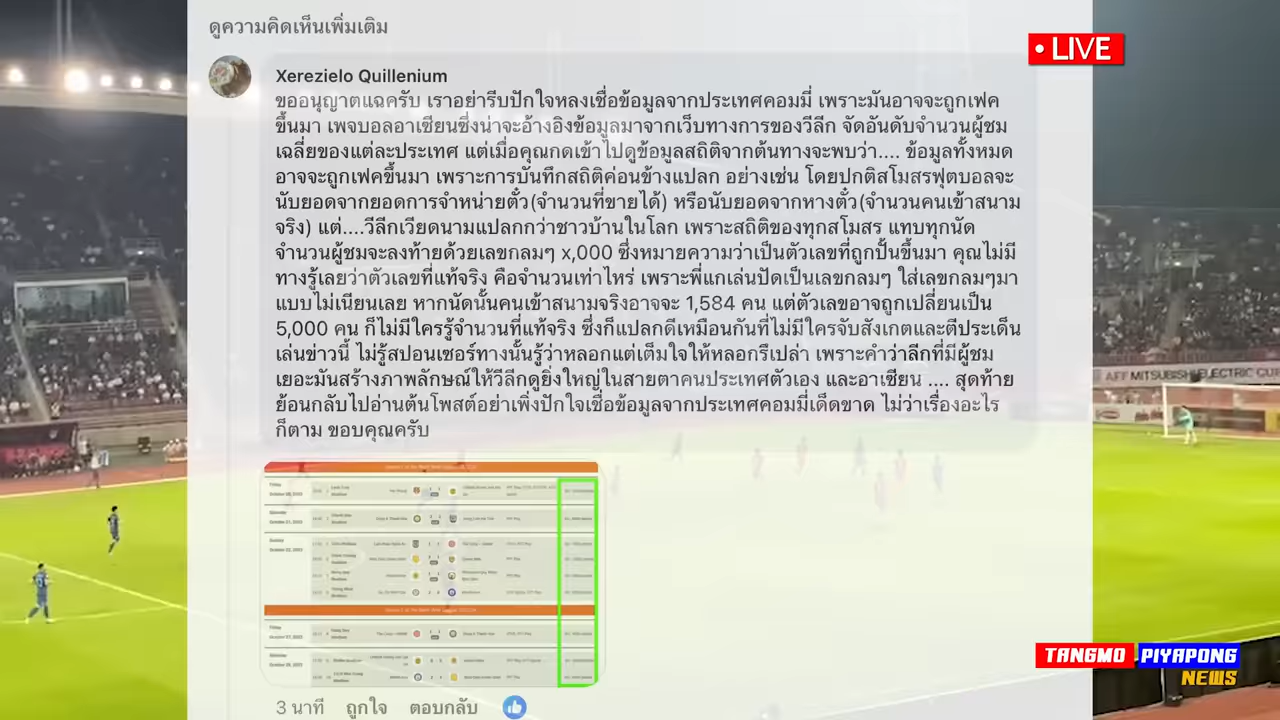 ดูความคิดเห็นเพิ่มเติม
• LIVE
Xerezielo Quillenium
ขออนุญาตแฉครับ เราอย่ารีบปักใจหลงเชื่อข้อมูลจากประเทศคอมมี่ เพราะมันอาจจะถูกเฟค
ขึ้นมา เพจบอลอาเซียนซึ่งน่าจะอ้างอิงข้อมูลมาจากเว็บทางการของวีลีก จัดอันดับจำนวนผู้ชม
เฉลี่ยของแต่ละประเทศ แต่เมื่อคุณกดเข้าไปดูข้อมูลสถิติจากต้นทางจะพบว่า.... ข้อมูลทั้งหมด
อาจจะถูกเฟคขึ้นมา เพราะการบันทึกสถิติค่อนข้างแปลก อย่างเช่น โดยปกติสโมสรฟุตบอลจะ
นับยอดจากยอดการจำหน่ายตั๋ว(จำนวนที่ขายได้) หรือนับยอดจากหางตั๋ว(จำนวนคนเข้าสนาม
จริง) แต่....วีลีกเวียดนามแปลกกว่าชาวบ้านในโลก เพราะสถิติของทุกสโมสร แทบทุกนัด
จำนวนผู้ชมจะลงท้ายด้วยเลขกลมๆ x,000 ซึ่งหมายความว่าเป็นตัวเลขที่ถูกปั้นขึ้นมา คุณไม่มี
ทางรู้เลยว่าตัวเลขที่แท้จริง คือจำนวนเท่าไหร่ เพราะพี่แกเล่นปัดเป็นเลขกลมๆ ใส่เลขกลมๆมา
แบบไม่เนียนเลย หากนัดนั้นคนเข้าสนามจริงอาจจะ 1,584 คน แต่ตัวเลขอาจถูกเปลี่ยนเป็น
5,000 คน ก็ไม่มีใครรู้จำนวนที่แท้จริง ซึ่งก็แปลกดีเหมือนกันที่ไม่มีใครจับสังเกตและตีประเด็น
เล่นข่าวนี้ ไม่รู้สปอนเซอร์ทางนั้นรู้ว่าหลอกแต่เต็มใจให้หลอกรึเปล่า เพราะคำว่าลีกที่มีผู้ชม
เยอะมันสร้างภาพลักษณ์ให้วีลีกดูยิ่งใหญ่ในสายตาคนประเทศตัวเอง และอาเซียน .... สุดท้าย
ย้อนกลับไปอ่านต้นโพสต์อย่าเพิ่งปักใจเชื่อข้อมูลจากประเทศคอมมี่เด็ดขาด ไม่ว่าเรื่องอะไร
ก็ตาม ขอบคุณครับ
AFF MITSUBISHI ELECTRIC CUP
3 นาที ถูกใจ ตอบกลับ
TANGMO PIYAPONG
NEWS